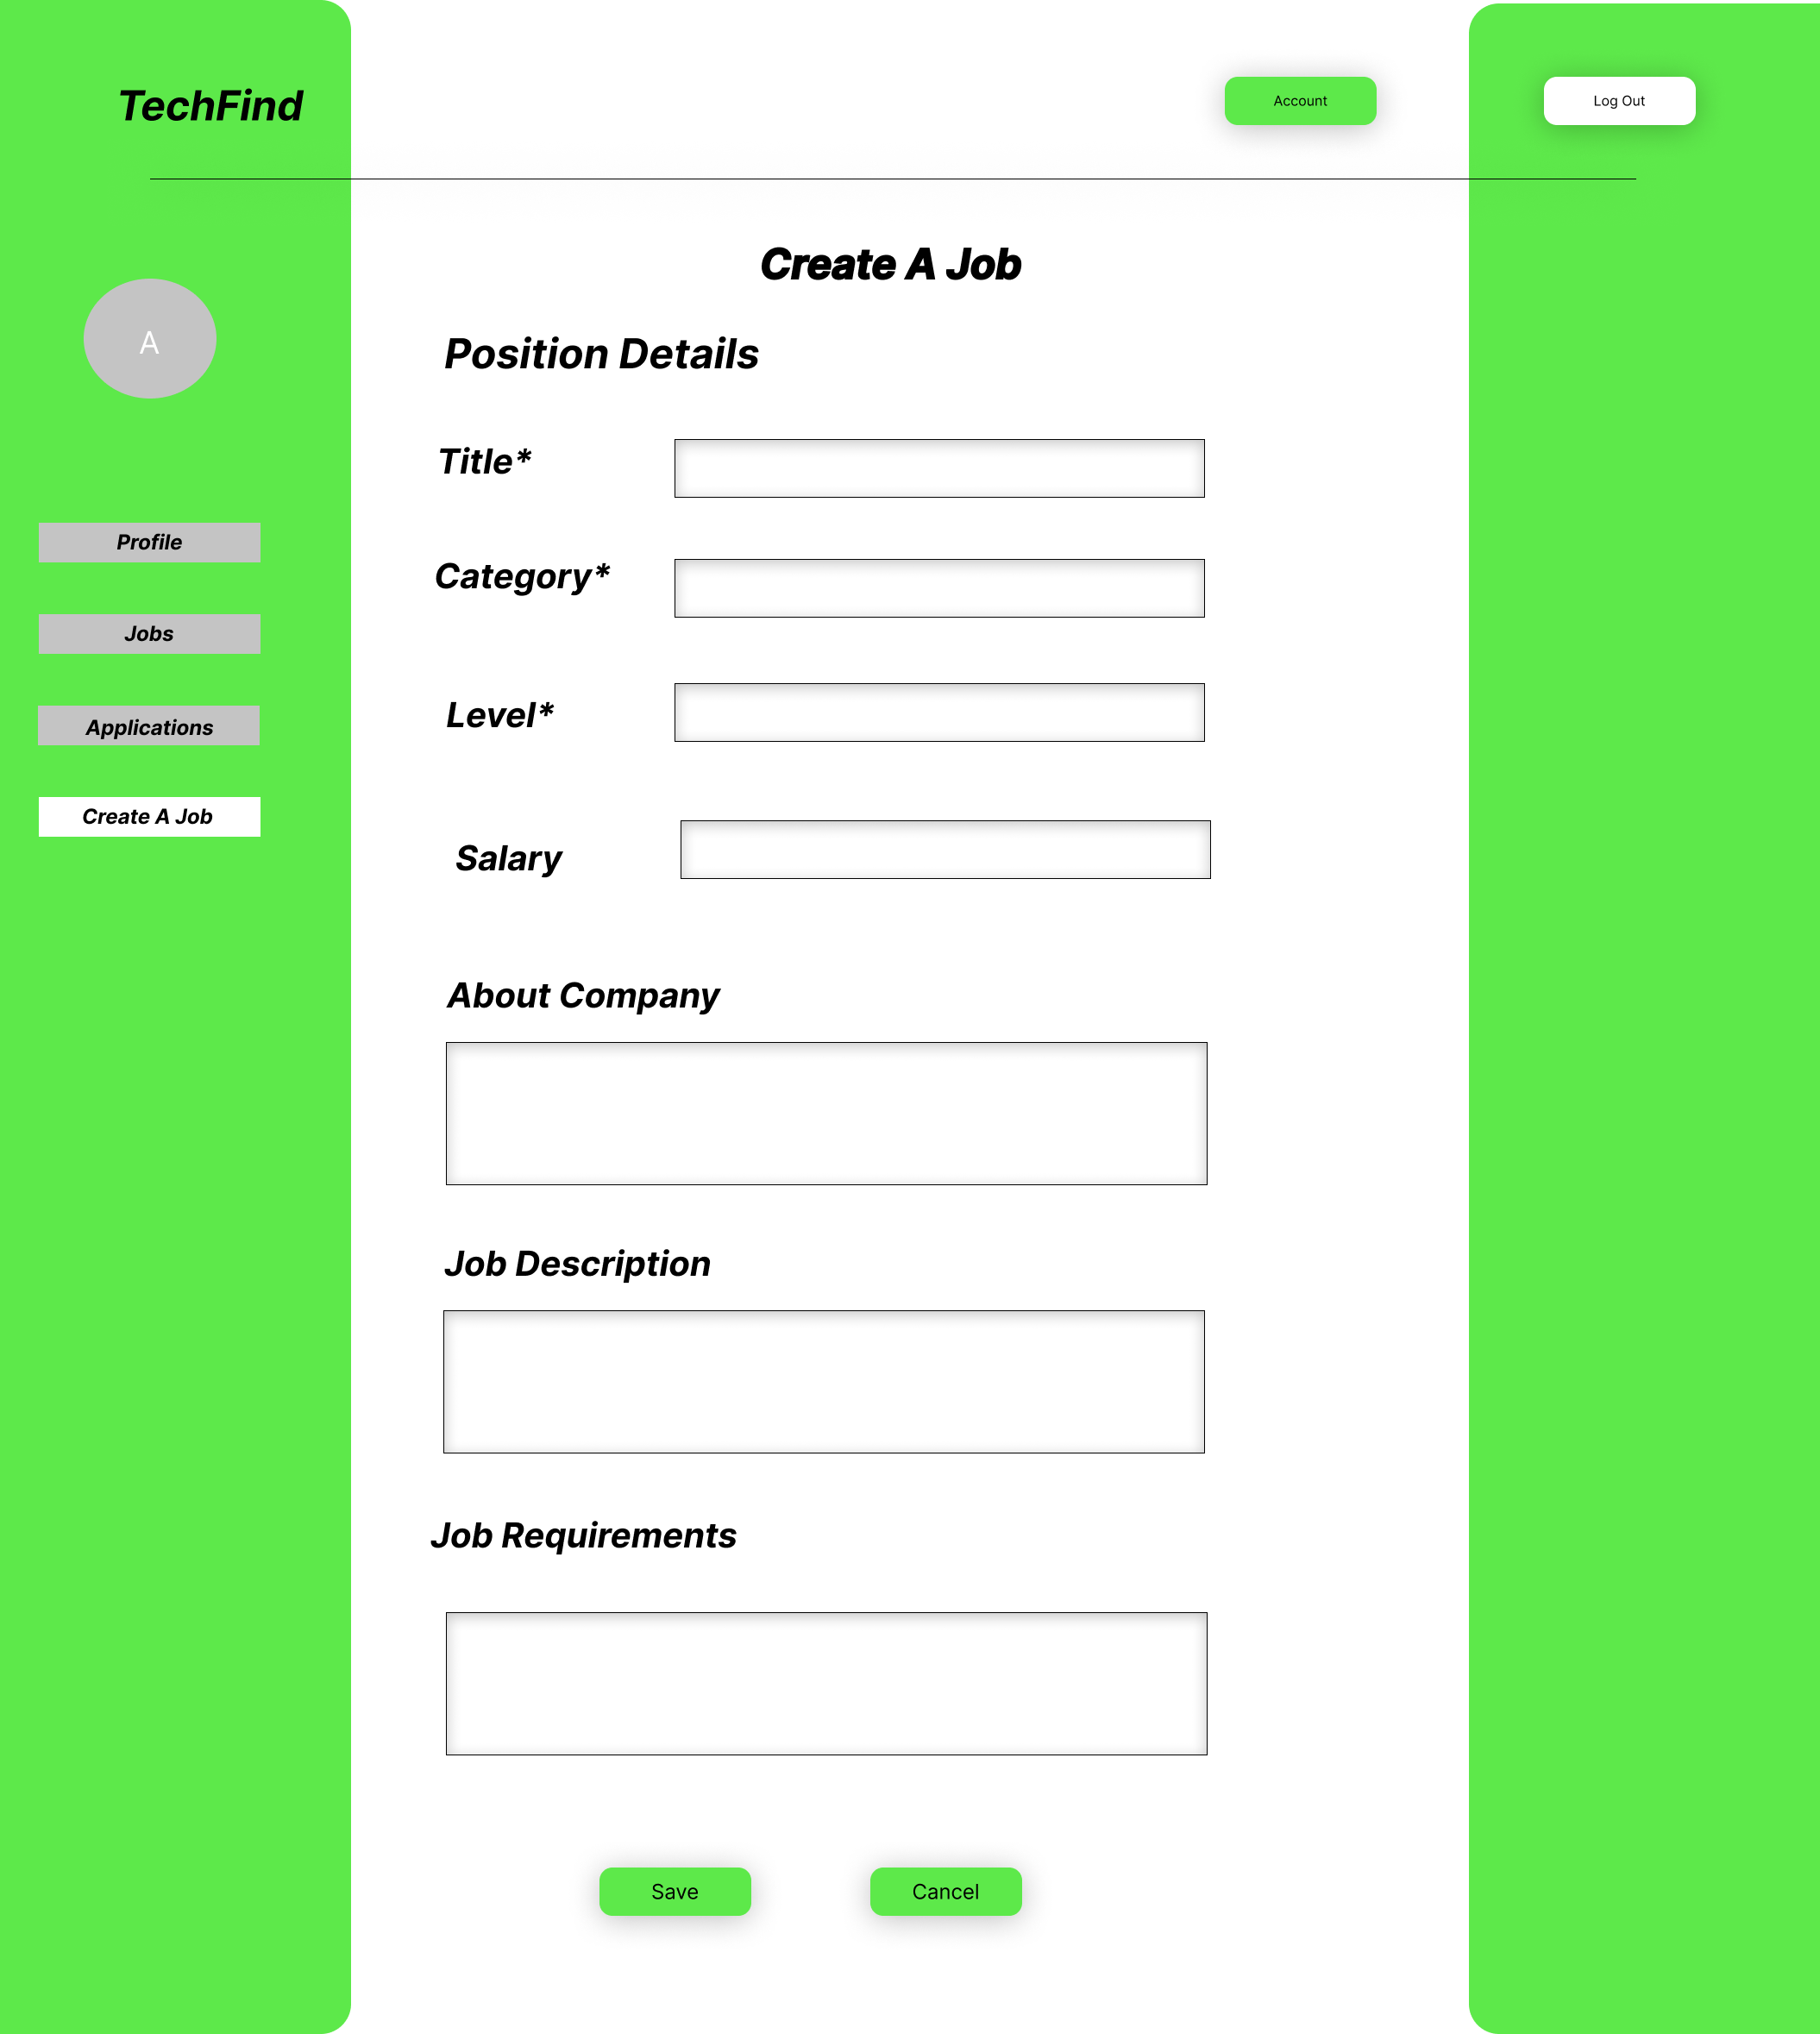 TechFind
Account
Log Out
Create A Job
Position Details
A
Title*
Profile
Category*
Jobs
Level*
Applications
Create A Job
Salary
About Company
Job Description
Job Requirements
Save
Cancel